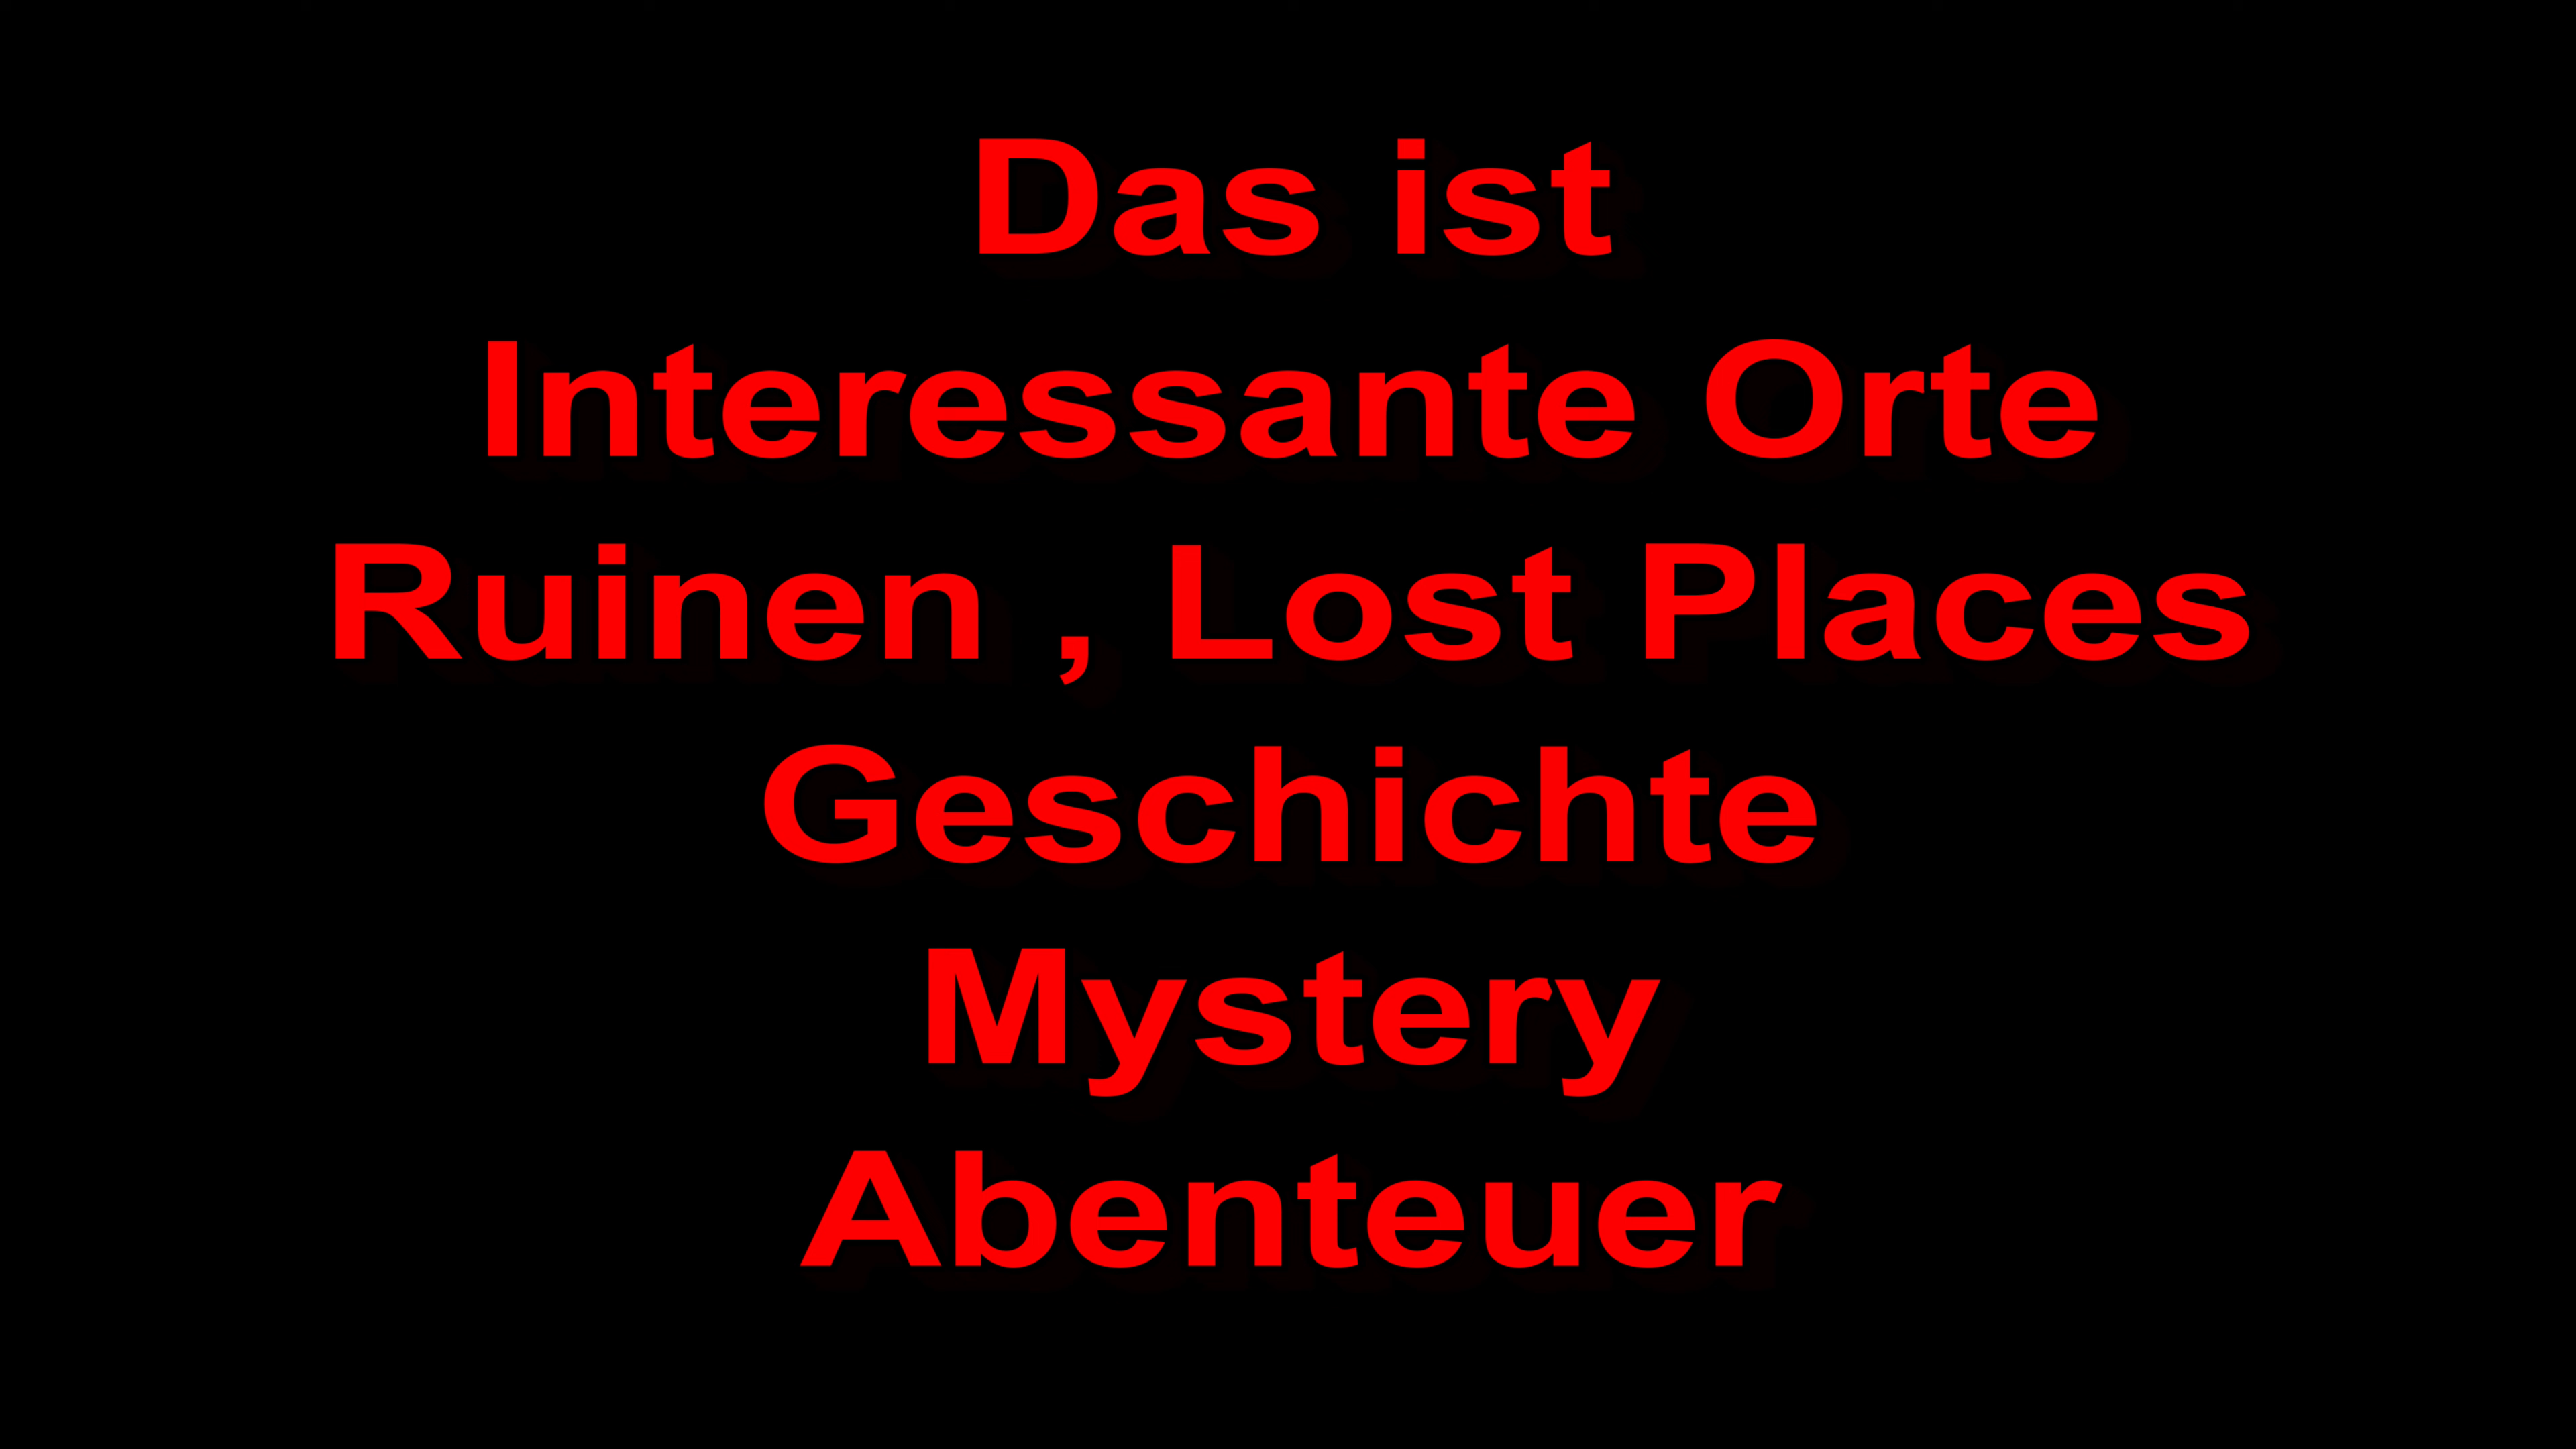 Das ist
Interessante Orte
Ruinen , Lost Places
Geschichte
Mystery
Abenteuer